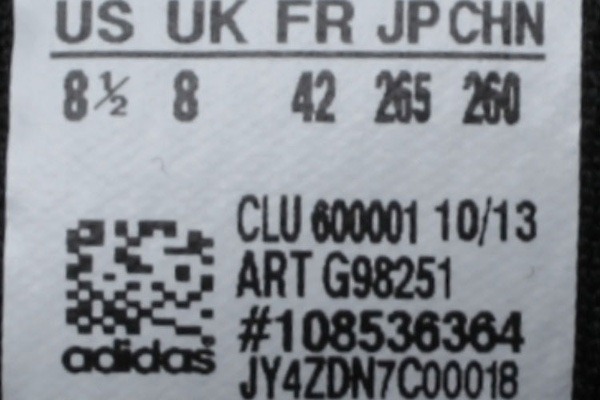 US UK FR JP CHN
8½ 8 42 265 260
CLU 600001 10/13
ART G98251
#108536364
adidas
JY4ZDN7C00018